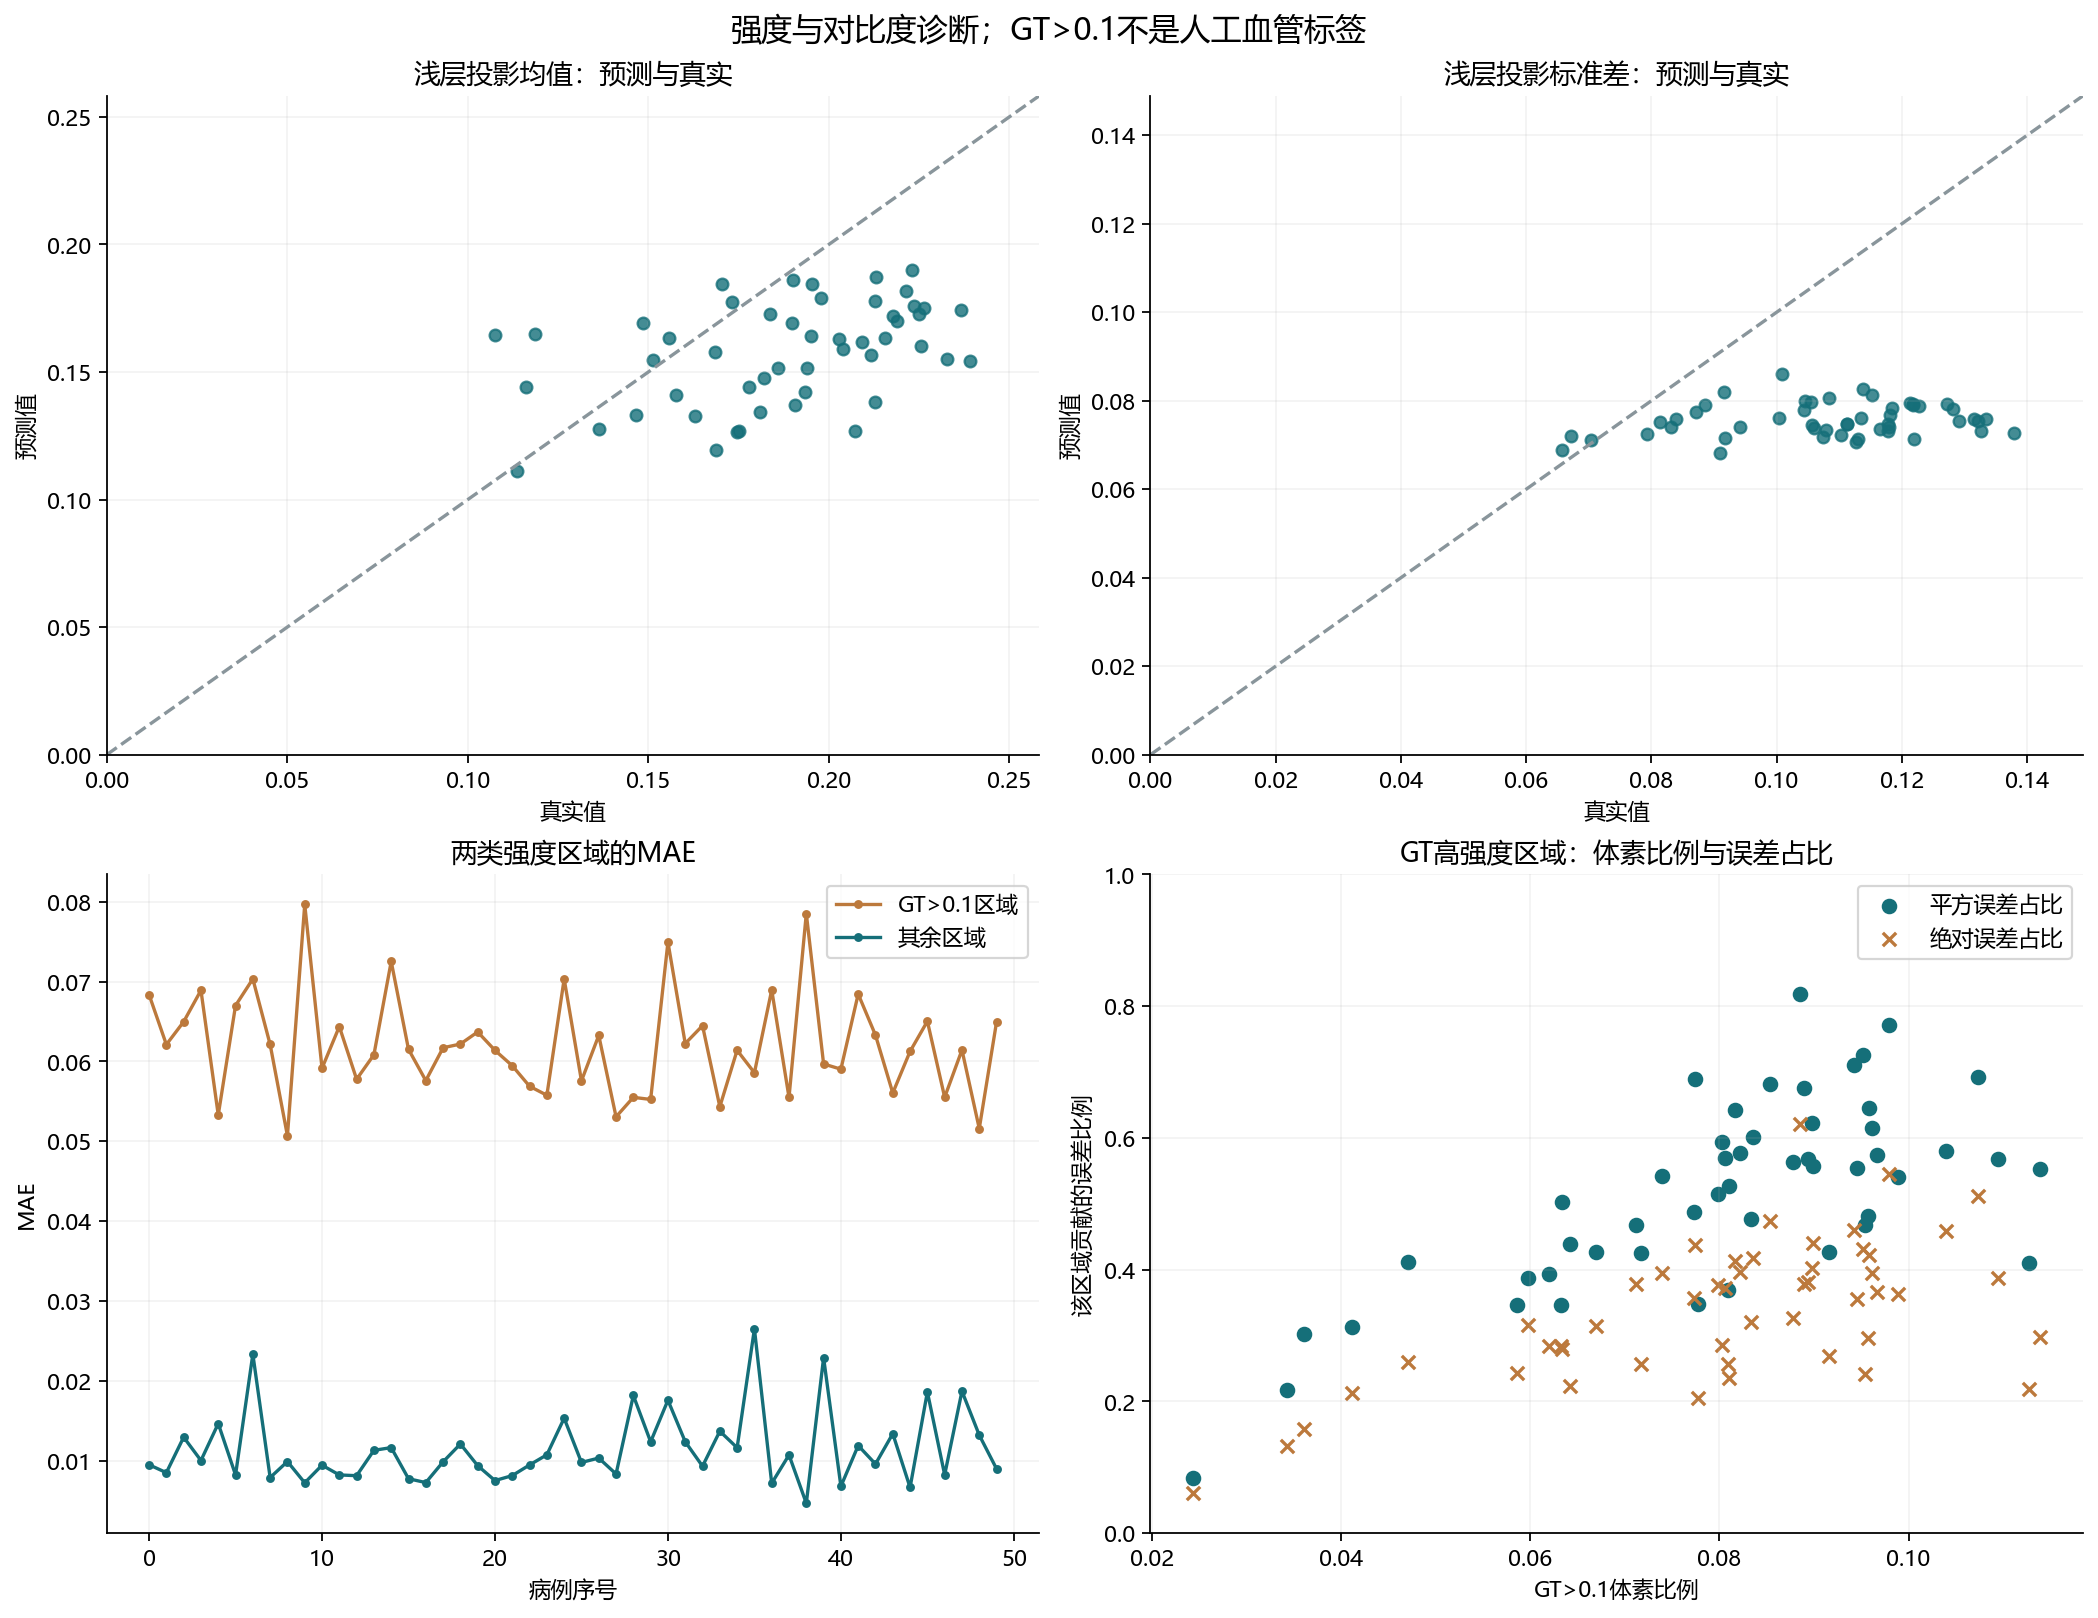 强度与对比度诊断；GT>0.1不是人工血管标签
浅层投影均值：预测与真实
0.25
0.20
0.15
0.10
0.05
0.00
预测值
0.00 0.05 0.10 0.15 0.20 0.25
真实值
浅层投影标准差：预测与真实
0.14
0.12
0.10
0.08
0.06
0.04
0.02
0.00
预测值
0.00 0.02 0.04 0.06 0.08 0.10 0.12 0.14
真实值
两类强度区域的MAE
GT>0.1区域
其余区域
0.08
0.07
0.06
0.05
0.04
0.03
0.02
0.01
MAE
0 10 20 30 40 50
病例序号
GT高强度区域：体素比例与误差占比
平方误差占比
绝对误差占比
1.0
0.8
0.6
0.4
0.2
0.0
该区域贡献的误差比例
0.02 0.04 0.06 0.08 0.10
GT>0.1体素比例